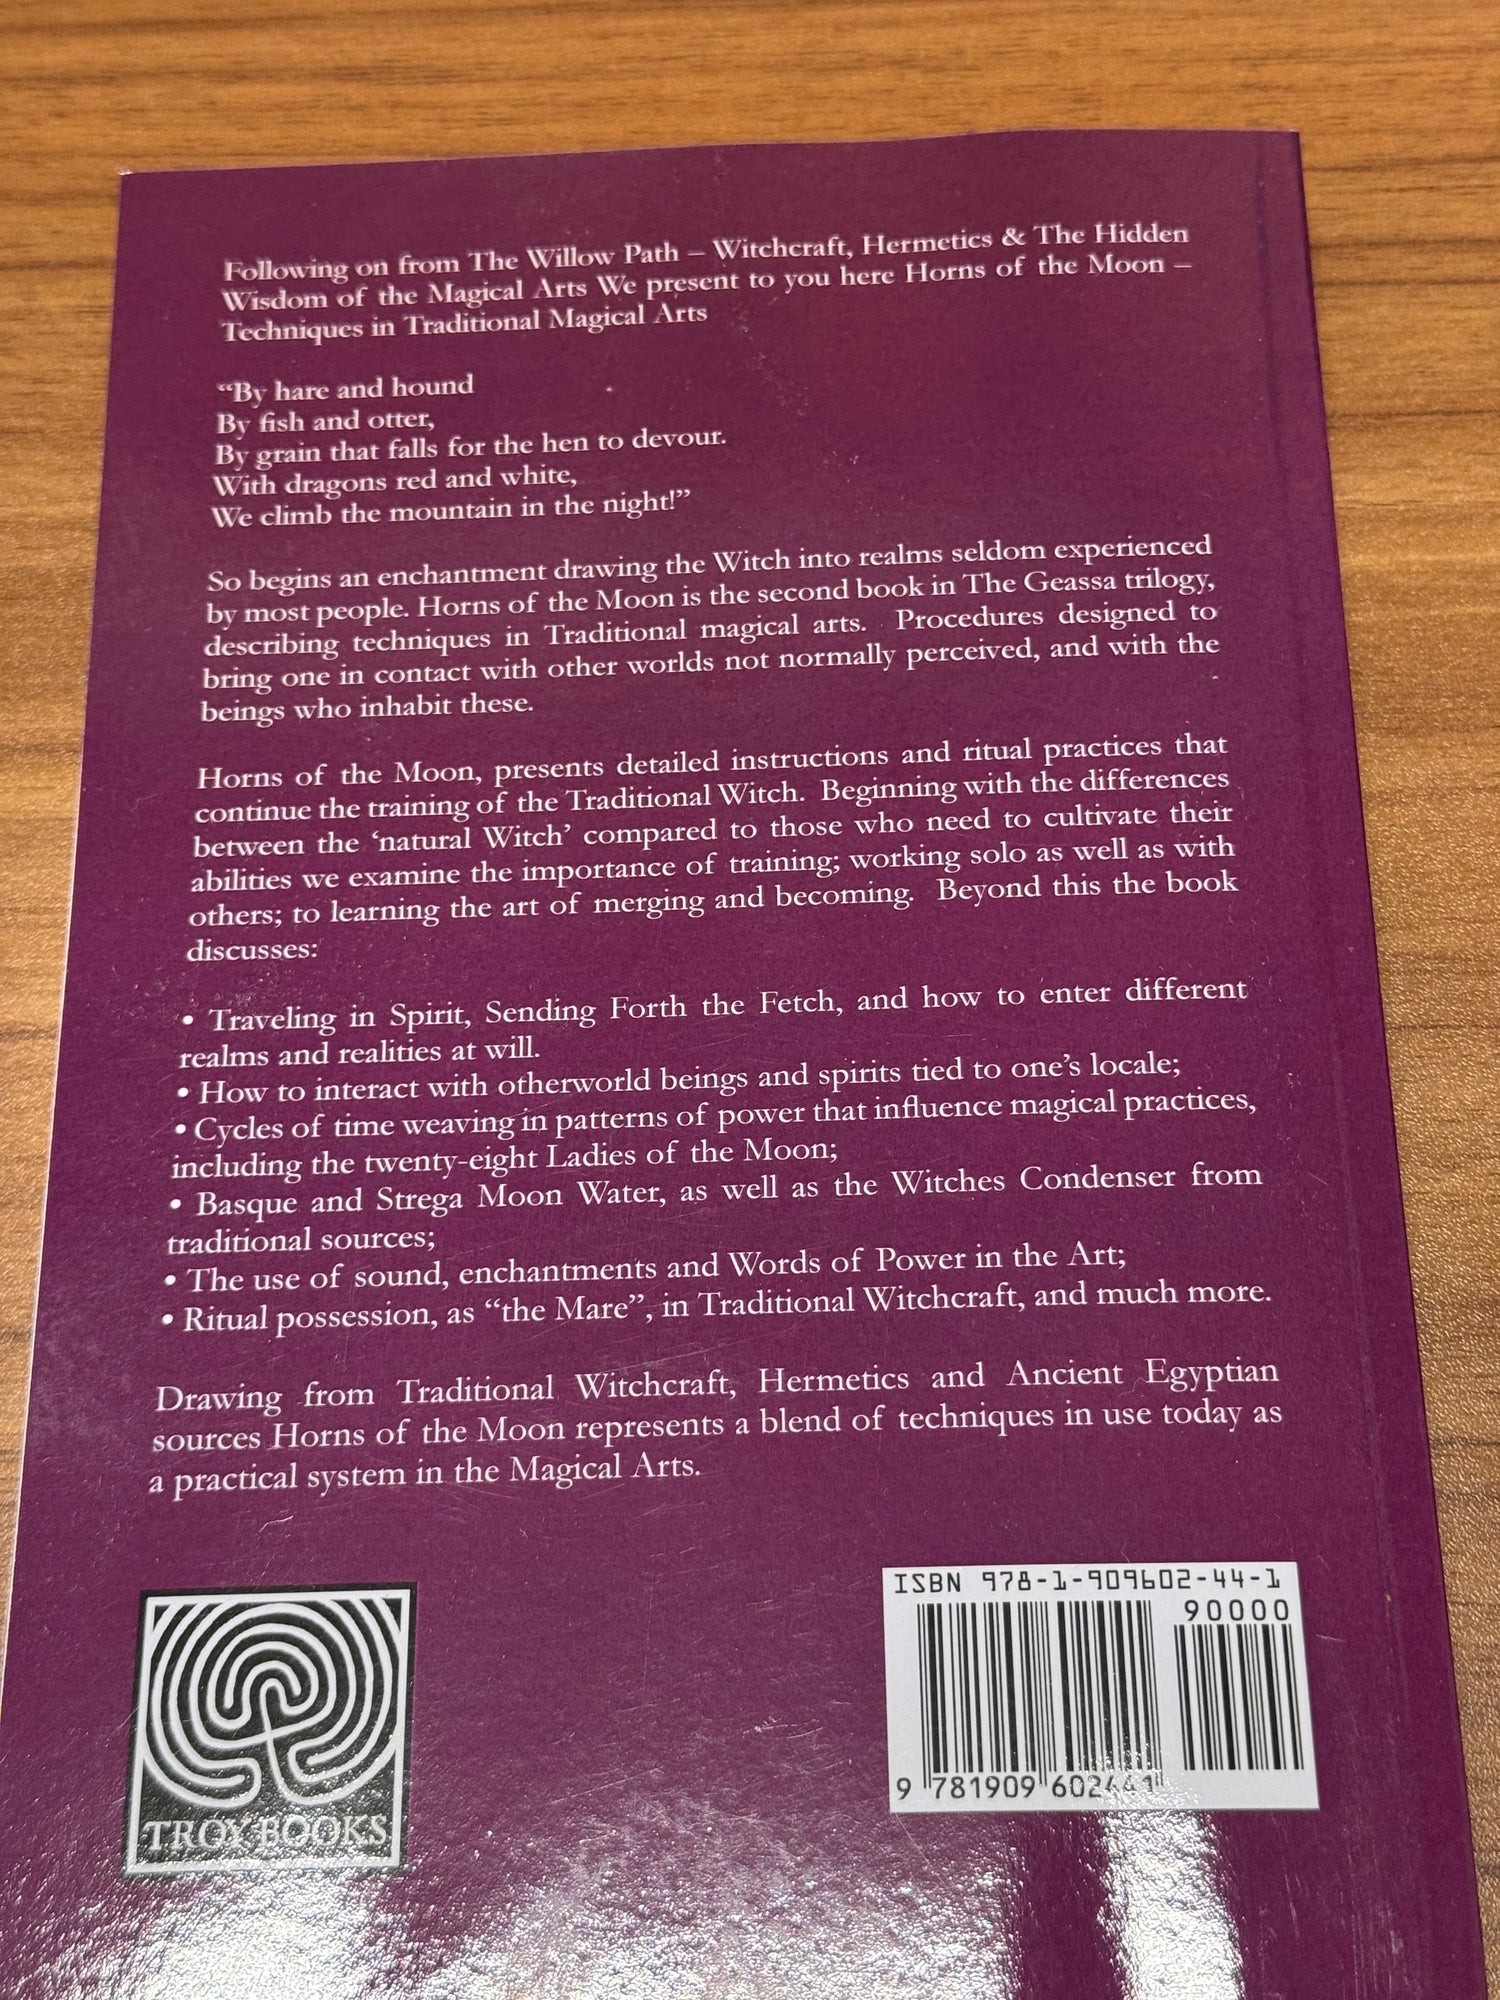 Following on from The Willow Path – Witchcraft, Hermetics & The Hidden
Wisdom of the Magical Arts We present to you here Horns of the Moon –
Techniques in Traditional Magical Arts
“By hare and hound
By fish and otter,
By grain that falls for the hen to devour.
With dragons red and white,
We climb the mountain in the night!”
So begins an enchantment drawing the Witch into realms seldom experienced
by most people. Horns of the Moon is the second book in The Geassa trilogy,
describing techniques in Traditional magical arts. Procedures designed to
bring one in contact with other worlds not normally perceived, and with the
beings who inhabit these.
Horns of the Moon, presents detailed instructions and ritual practices that
continue the training of the Traditional Witch. Beginning with the differences
between the ‘natural Witch’ compared to those who need to cultivate their
abilities we examine the importance of training; working solo as well as with
others; to learning the art of merging and becoming. Beyond this the book
discusses:
• Traveling in Spirit, Sending Forth the Fetch, and how to enter different
realms and realities at will.
• How to interact with otherworld beings and spirits tied to one’s locale;
• Cycles of time weaving in patterns of power that influence magical practices,
including the twenty-eight Ladies of the Moon;
• Basque and Strega Moon Water, as well as the Witches Condenser from
traditional sources;
• The use of sound, enchantments and Words of Power in the Art;
• Ritual possession, as “the Mare”, in Traditional Witchcraft, and much more.
Drawing from Traditional Witchcraft, Hermetics and Ancient Egyptian
sources Horns of the Moon represents a blend of techniques in use today as
a practical system in the Magical Arts.
TROY BOOKS
ISBN 978-1-909602-44-1
90000
9 781909 602441